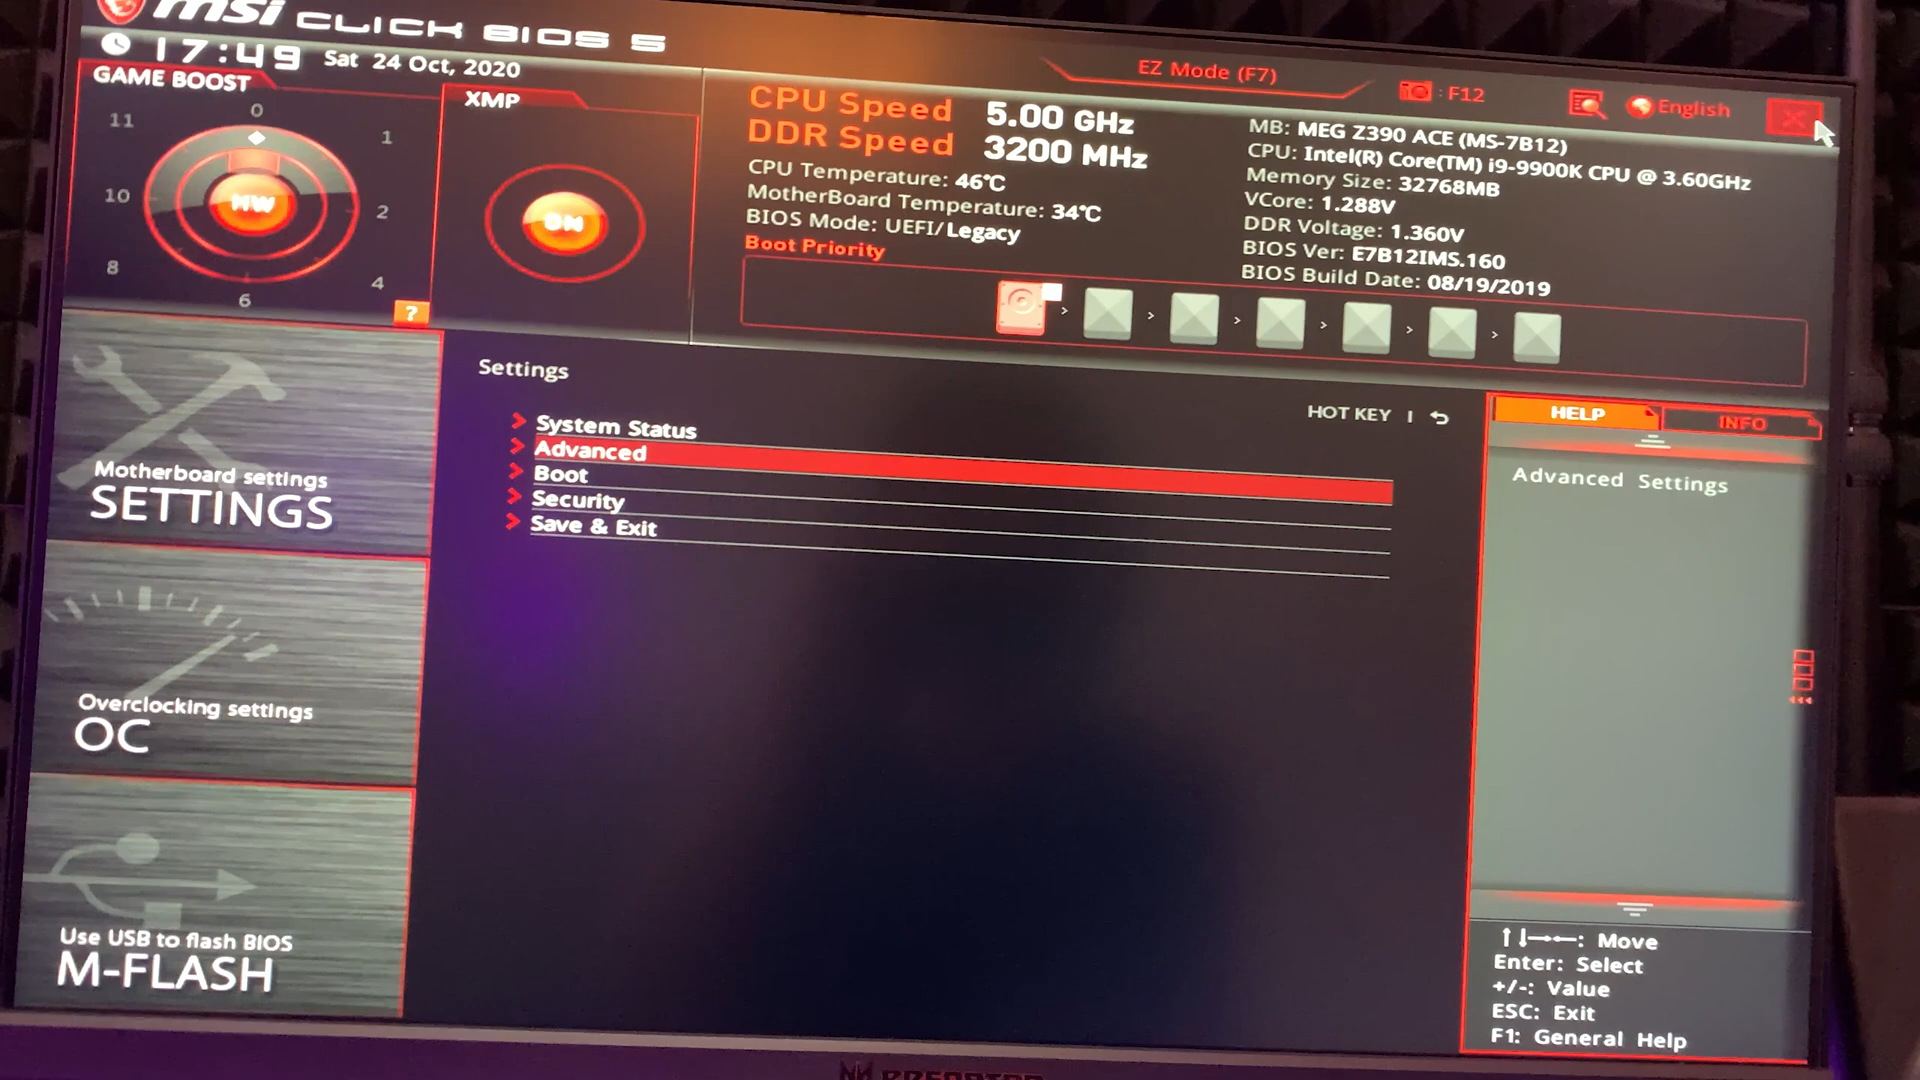 msi CLICK BIOS 5
17:49 Sat 24 Oct, 2020
EZ Mode (F7)
: F12
English
GAME BOOST
0
11
1
10
2
8
4
6
HW
?
XMP
ON
CPU Speed 5.00 GHz
DDR Speed 3200 MHz
CPU Temperature: 46℃
MotherBoard Temperature: 34℃
BIOS Mode: UEFI/Legacy
Boot Priority
MB: MEG Z390 ACE (MS-7B12)
CPU: Intel(R) Core(TM) i9-9900K CPU @ 3.60GHz
Memory Size: 32768MB
VCore: 1.288V
DDR Voltage: 1.360V
BIOS Ver: E7B12IMS.160
BIOS Build Date: 08/19/2019
Motherboard settings
SETTINGS
Overclocking settings
OC
Use USB to flash BIOS
M-FLASH
Settings
HOT KEY |
System Status
Advanced
Boot
Security
Save & Exit
HELP
INFO
Advanced Settings
↑↓→←: Move
Enter: Select
+/-: Value
ESC: Exit
F1: General Help
PREDATOR